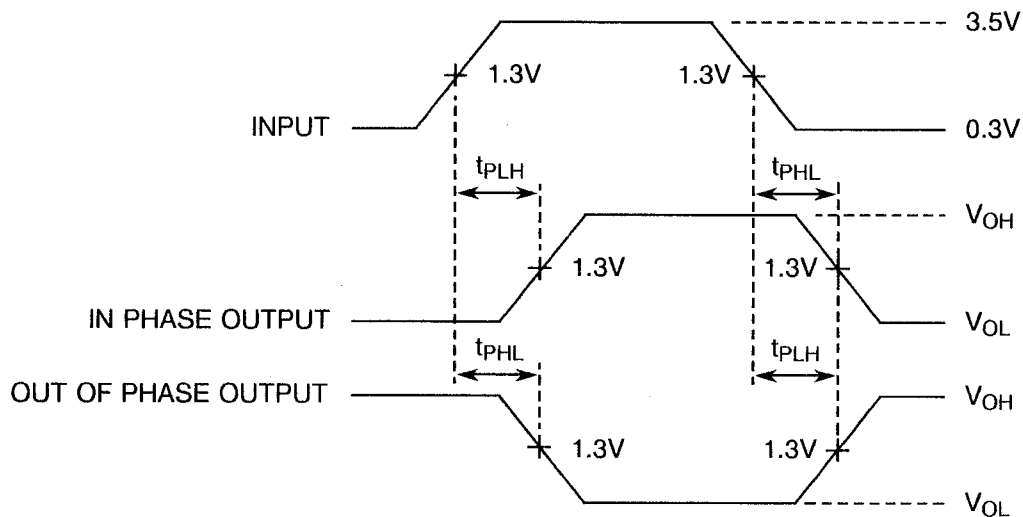 3.5V
1.3V 1.3V
INPUT 0.3V
tPLH tPHL
VOH
1.3V 1.3V
IN PHASE OUTPUT VOL
tPHL tPLH
OUT OF PHASE OUTPUT VOH
1.3V 1.3V
VOL